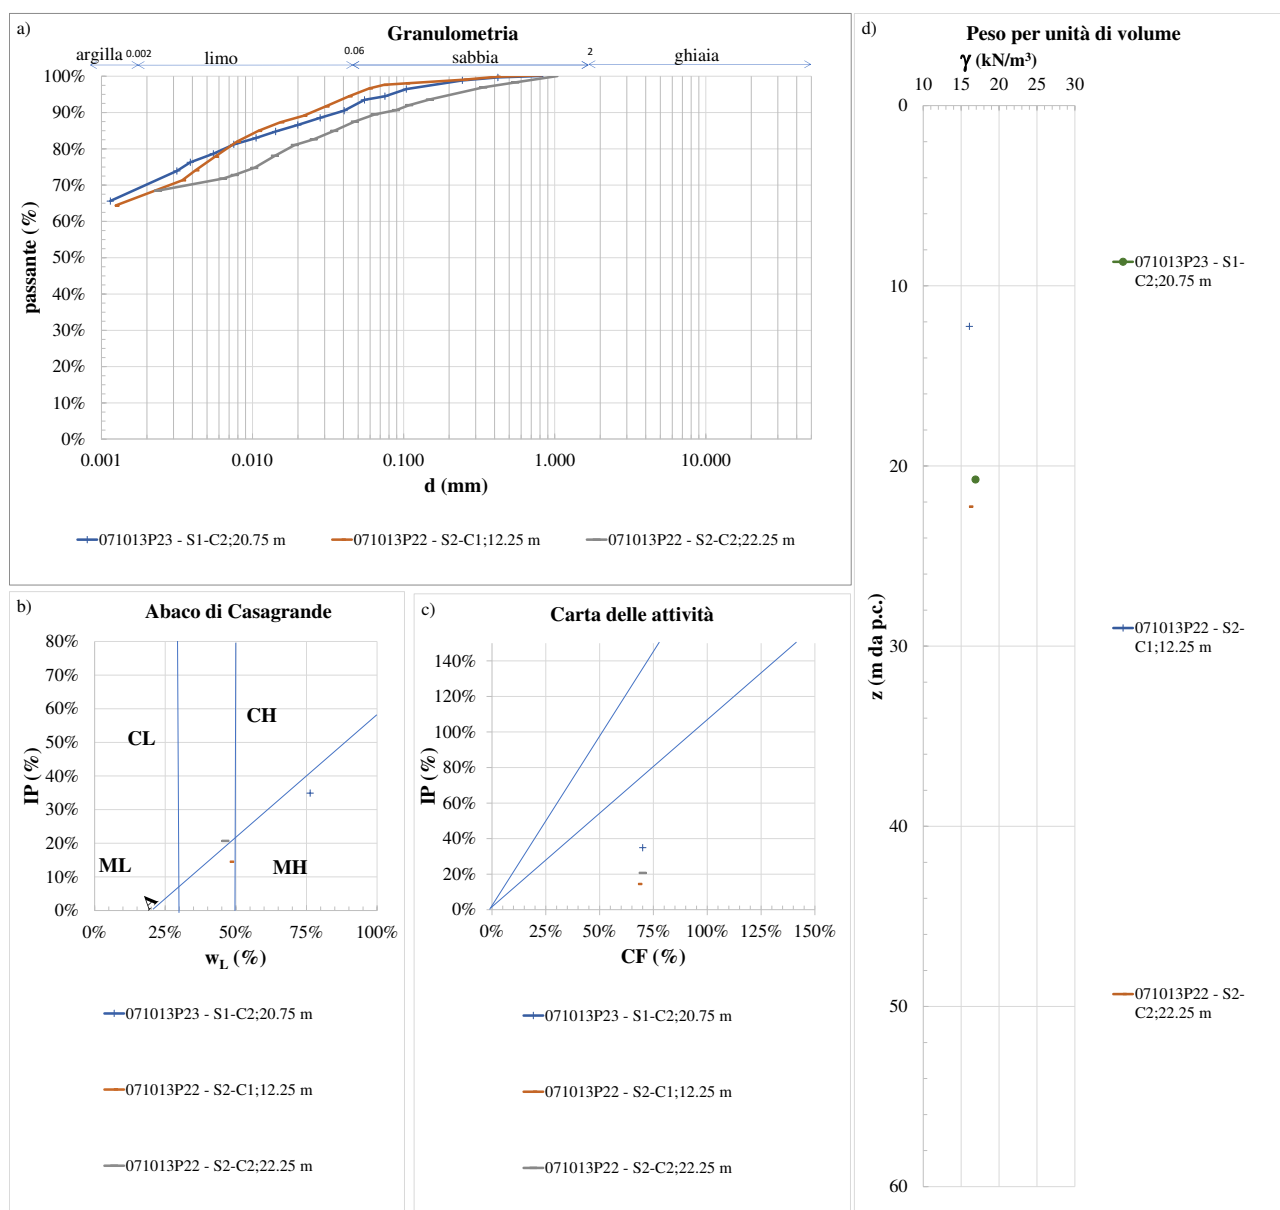 a)
Granulometria
argilla 0.002 limo 0.06 sabbia 2 ghiaia
100%
90%
80%
70%
60%
50%
40%
30%
20%
10%
0%
passante (%)
0.001 0.010 0.100 1.000 10.000
d (mm)
071013P23 - S1-C2;20.75 m 071013P22 - S2-C1;12.25 m 071013P22 - S2-C2;22.25 m
b)
Abaco di Casagrande
80%
70%
60%
50%
40%
30%
20%
10%
0%
IP (%)
CL
CH
ML
MH
A
0% 25% 50% 75% 100%
wL (%)
071013P23 - S1-C2;20.75 m
071013P22 - S2-C1;12.25 m
071013P22 - S2-C2;22.25 m
c)
Carta delle attività
140%
120%
100%
80%
60%
40%
20%
0%
IP (%)
0% 25% 50% 75% 100% 125% 150%
CF (%)
071013P23 - S1-C2;20.75 m
071013P22 - S2-C1;12.25 m
071013P22 - S2-C2;22.25 m
d)
Peso per unità di volume
γ (kN/m³)
10 15 20 25 30
0
10
20
30
40
50
60
z (m da p.c.)
071013P23 - S1-
C2;20.75 m
071013P22 - S2-
C1;12.25 m
071013P22 - S2-
C2;22.25 m